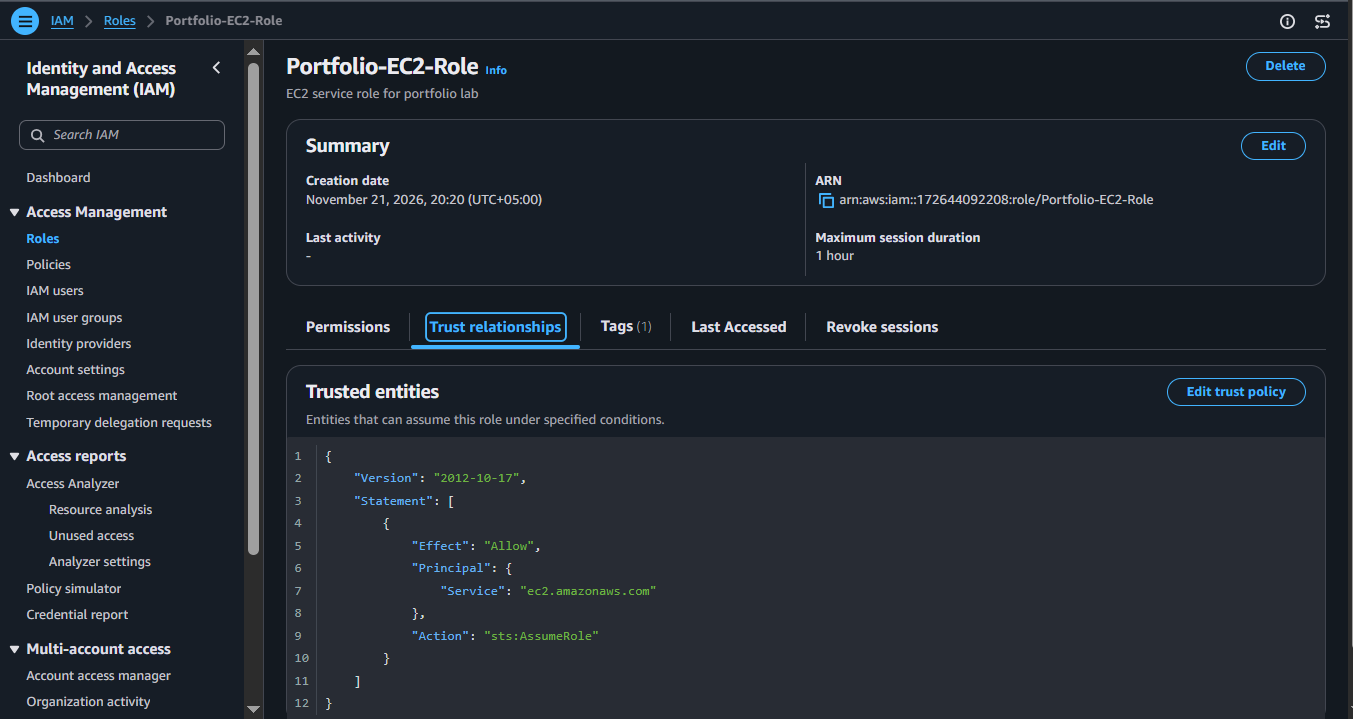 IAM > Roles > Portfolio-EC2-Role
Identity and Access
Management (IAM)
Search IAM
Dashboard
Access Management
Roles
Policies
IAM users
IAM user groups
Identity providers
Account settings
Root access management
Temporary delegation requests
Access reports
Access Analyzer
Resource analysis
Unused access
Analyzer settings
Policy simulator
Credential report
Multi-account access
Account access manager
Organization activity
Portfolio-EC2-Role Info
Delete
EC2 service role for portfolio lab
Summary
Edit
Creation date
November 21, 2026, 20:20 (UTC+05:00)
ARN
arn:aws:iam::172644092208:role/Portfolio-EC2-Role
Last activity
-
Maximum session duration
1 hour
Permissions
Trust relationships
Tags (1)
Last Accessed
Revoke sessions
Trusted entities
Edit trust policy
Entities that can assume this role under specified conditions.
1 {
2     "Version": "2012-10-17",
3     "Statement": [
4         {
5             "Effect": "Allow",
6             "Principal": {
7                 "Service": "ec2.amazonaws.com"
8             },
9             "Action": "sts:AssumeRole"
10         }
11     ]
12 }